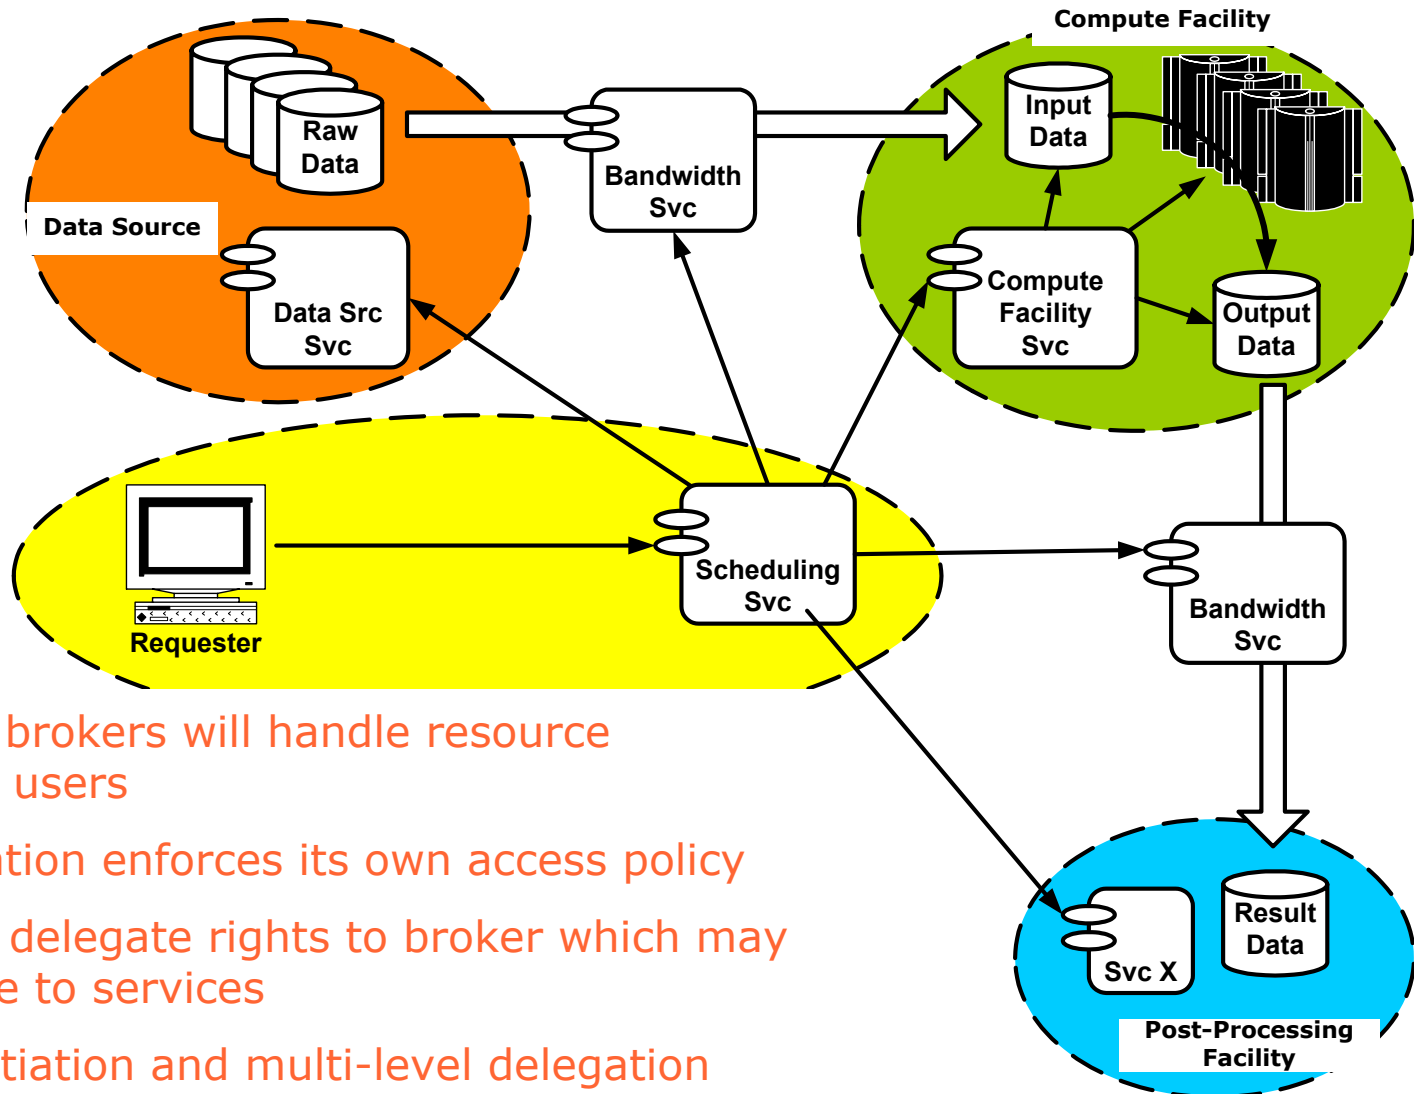 Compute Facility
Raw
Data
Input
Data
Bandwidth
Svc
Data Source
Data Src
Svc
Compute
Facility
Svc
Output
Data
Scheduling
Svc
Requester
Bandwidth
Svc
brokers will handle resource
users
ation enforces its own access policy
delegate rights to broker which may
e to services
tiation and multi-level delegation
Result
Data
Svc X
Post-Processing
Facility